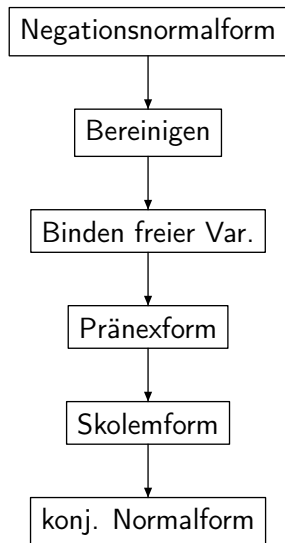 Negationsnormalform
Bereinigen
Binden freier Var.
Pränexform
Skolemform
konj. Normalform